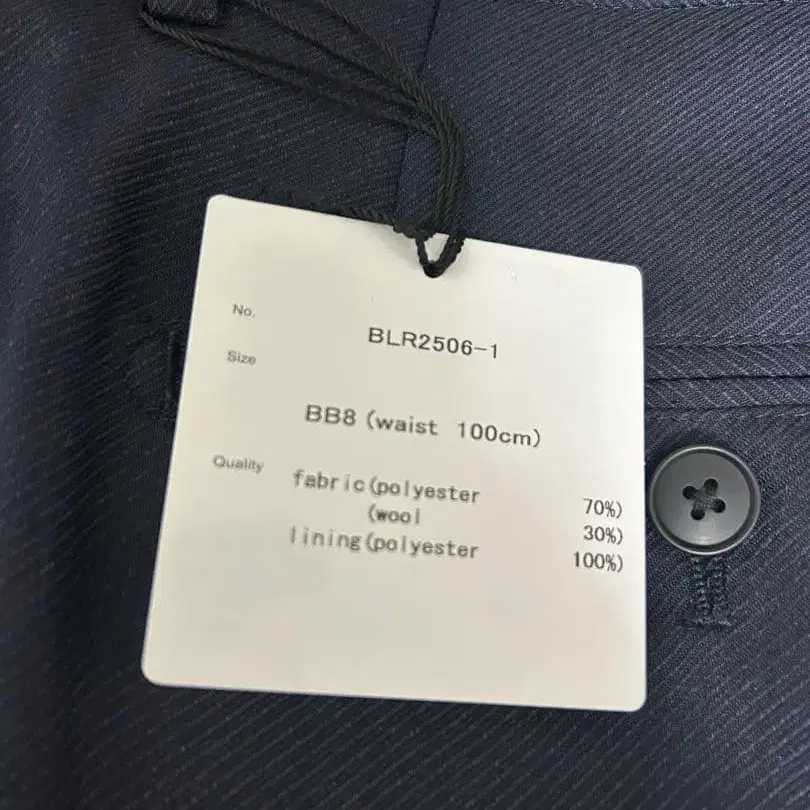 No. BLR2506-1
Size
BB8 (waist 100cm)
Quality fabric(polyester 70%)
(wool 30%)
lining(polyester 100%)